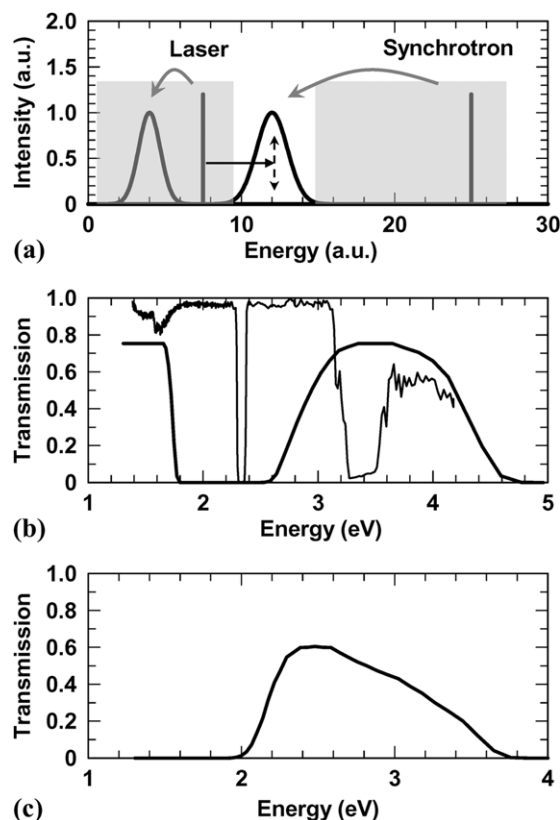 2.0
1.5
1.0
0.5
0
Intensity (a.u.)
Laser
Synchrotron
0 10 20 30
Energy (a.u.)
(a)
1.0
0.8
0.6
0.4
0.2
0
Transmission
1 2 3 4 5
Energy (eV)
(b)
1.0
0.8
0.6
0.4
0.2
0
Transmission
1 2 3 4
Energy (eV)
(c)